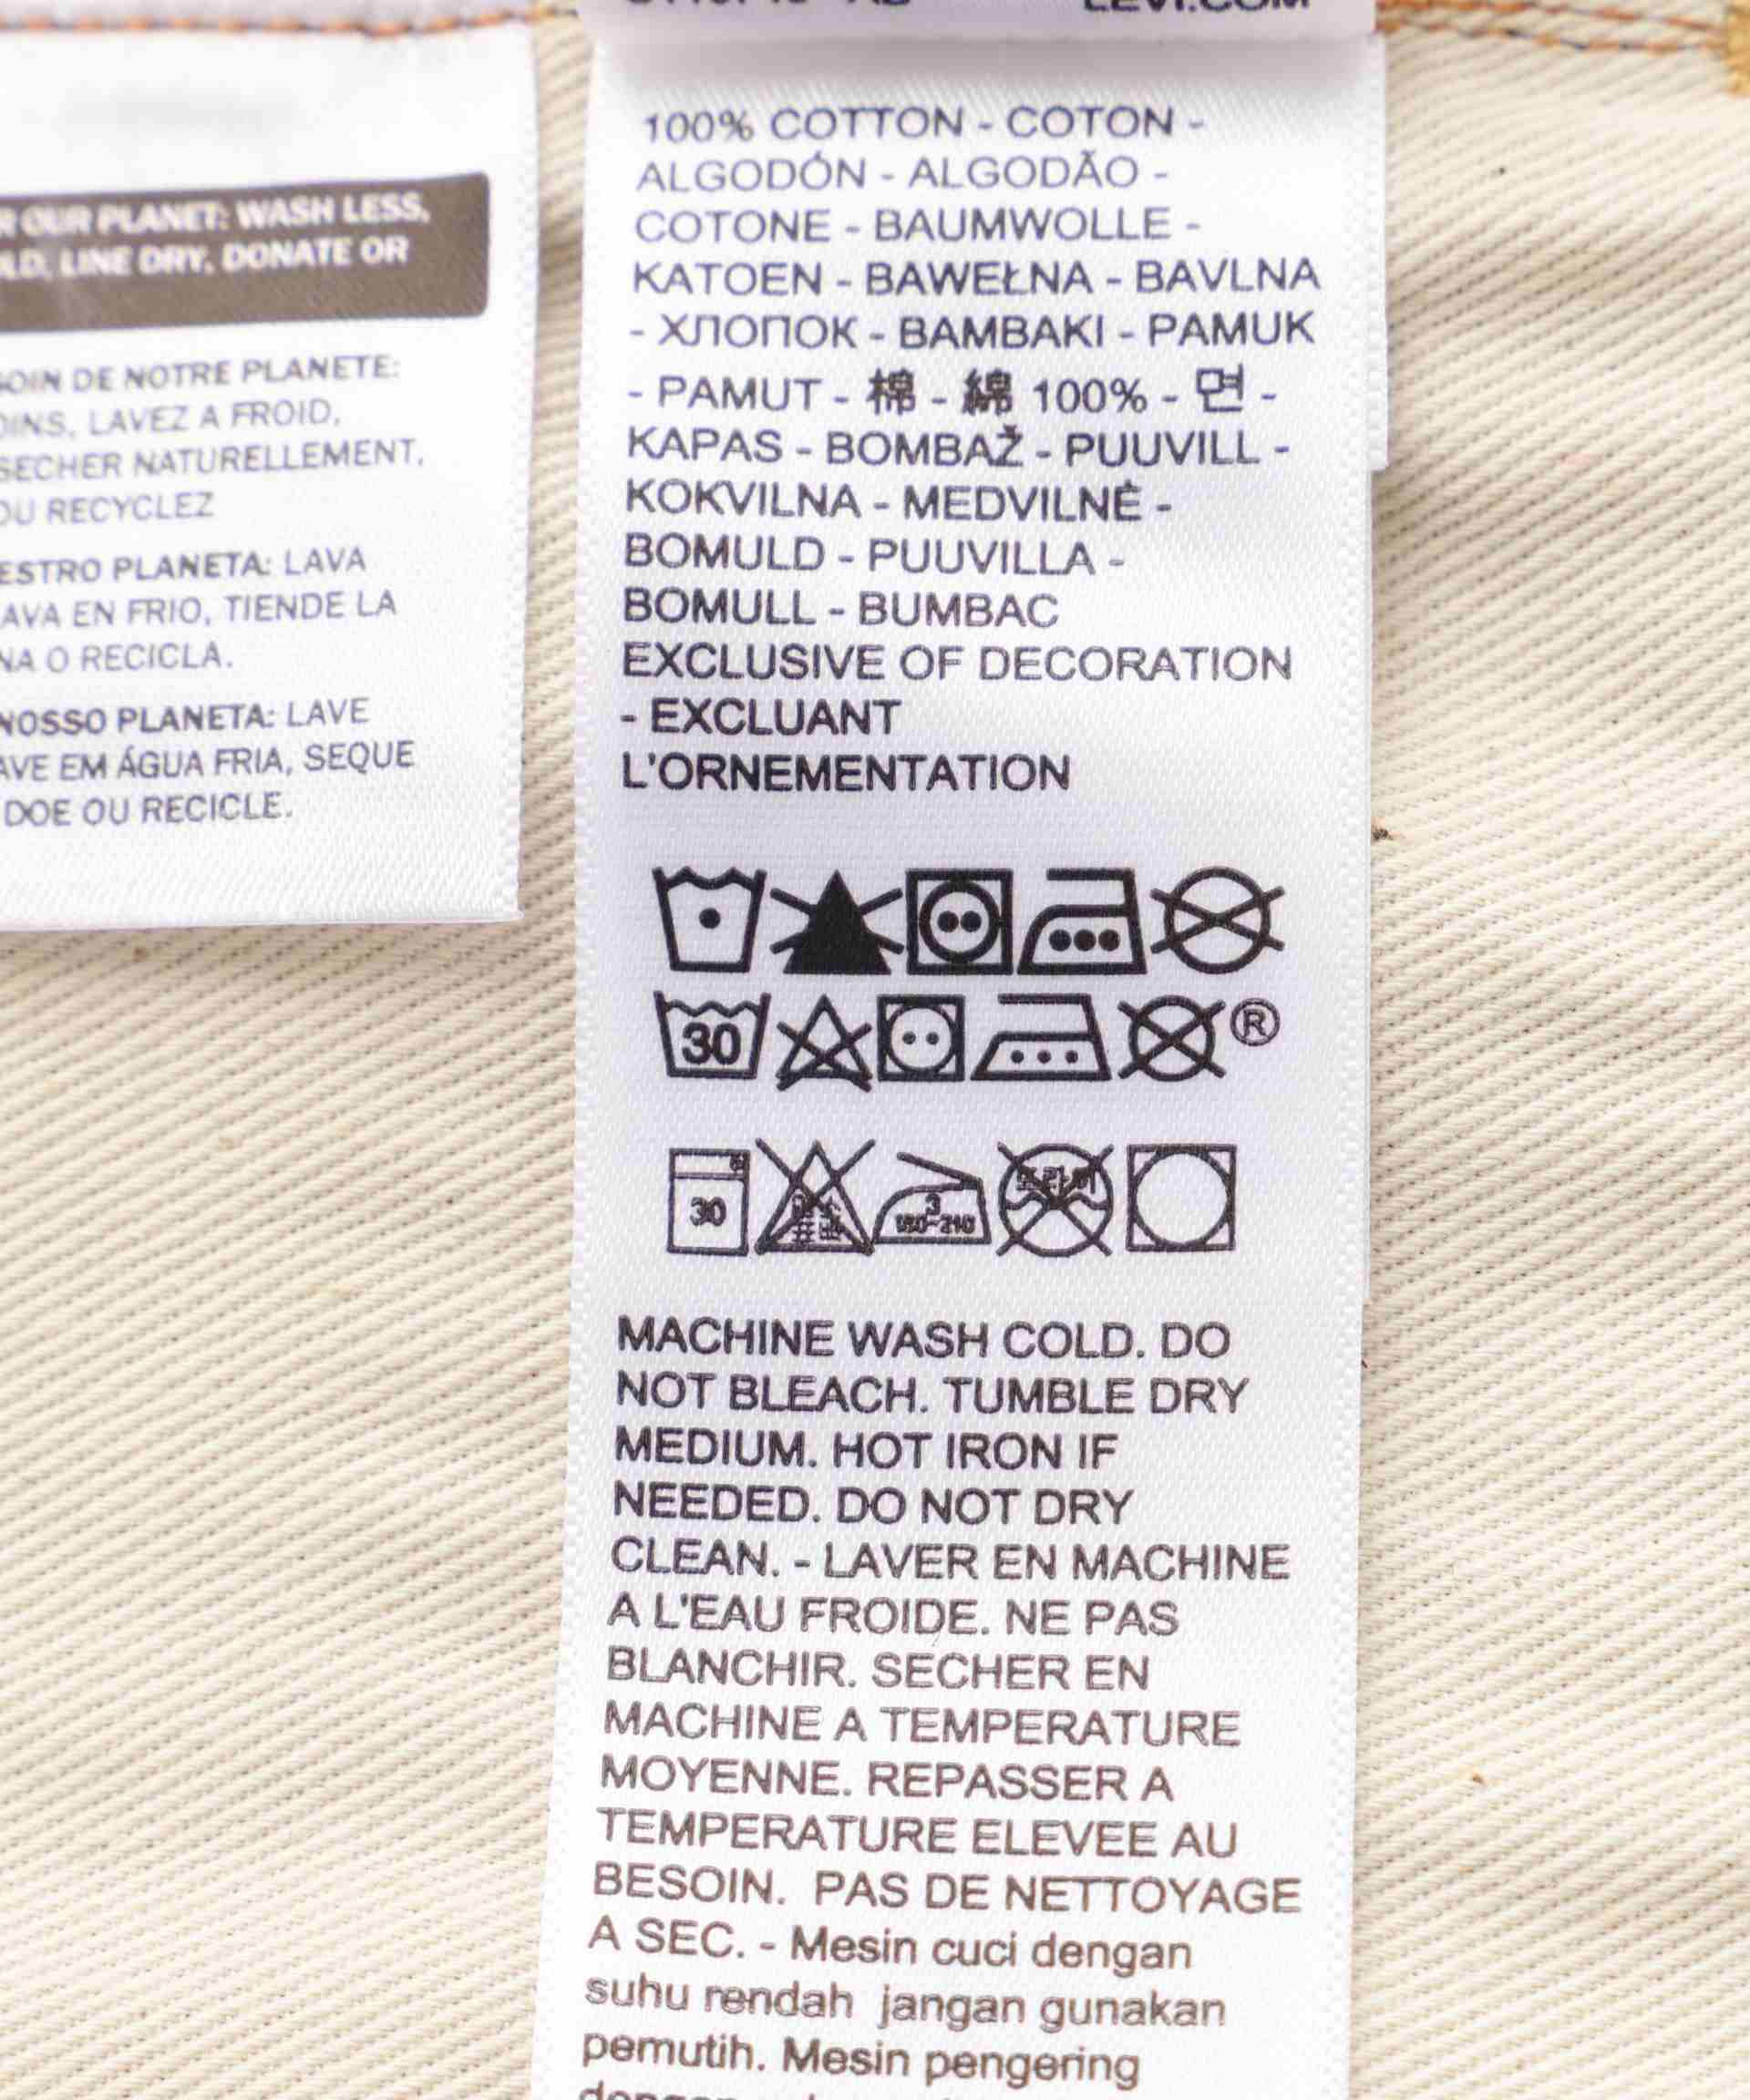 LEVI.COM
OUR PLANET: WASH LESS,
LINE DRY, DONATE OR
DE NOTRE PLANETE:
LAVEZ A FROID,
SECHER NATURELLEMENT,
OU RECYCLEZ
PLANETA: LAVA
EN FRIO, TIENDE LA
O RECICLA.
NOSSO PLANETA: LAVE
EM ÁGUA FRIA, SEQUE
DOE OU RECICLE.
100% COTTON - COTON -
ALGODÓN - ALGODÃO -
COTONE - BAUMWOLLE -
KATOEN - BAWEŁNA - BAVLNA
- ХЛОПОК - BAMBAKI - PAMUK
- PAMUT - 棉 - 綿 100% - 면 -
KAPAS - BOMBAŽ - PUUVILL -
KOKVILNA - MEDVILNĖ -
BOMULD - PUUVILLA -
BOMULL - BUMBAC
EXCLUSIVE OF DECORATION
- EXCLUANT
L'ORNEMENTATION
30 ®
30 3 180~210
MACHINE WASH COLD. DO
NOT BLEACH. TUMBLE DRY
MEDIUM. HOT IRON IF
NEEDED. DO NOT DRY
CLEAN. - LAVER EN MACHINE
A L'EAU FROIDE. NE PAS
BLANCHIR. SECHER EN
MACHINE A TEMPERATURE
MOYENNE. REPASSER A
TEMPERATURE ELEVEE AU
BESOIN. PAS DE NETTOYAGE
A SEC. - Mesin cuci dengan
suhu rendah jangan gunakan
pemutih. Mesin pengering